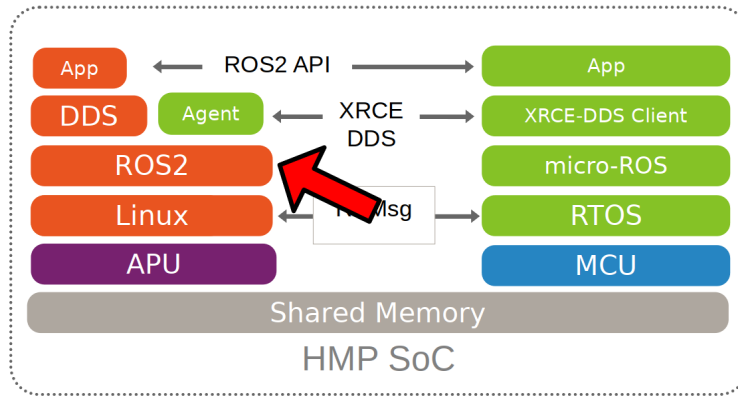 App
ROS2 API
App
DDS
Agent
XRCE
DDS
XRCE-DDS Client
ROS2
micro-ROS
Linux
Msg
RTOS
APU
MCU
Shared Memory
HMP SoC